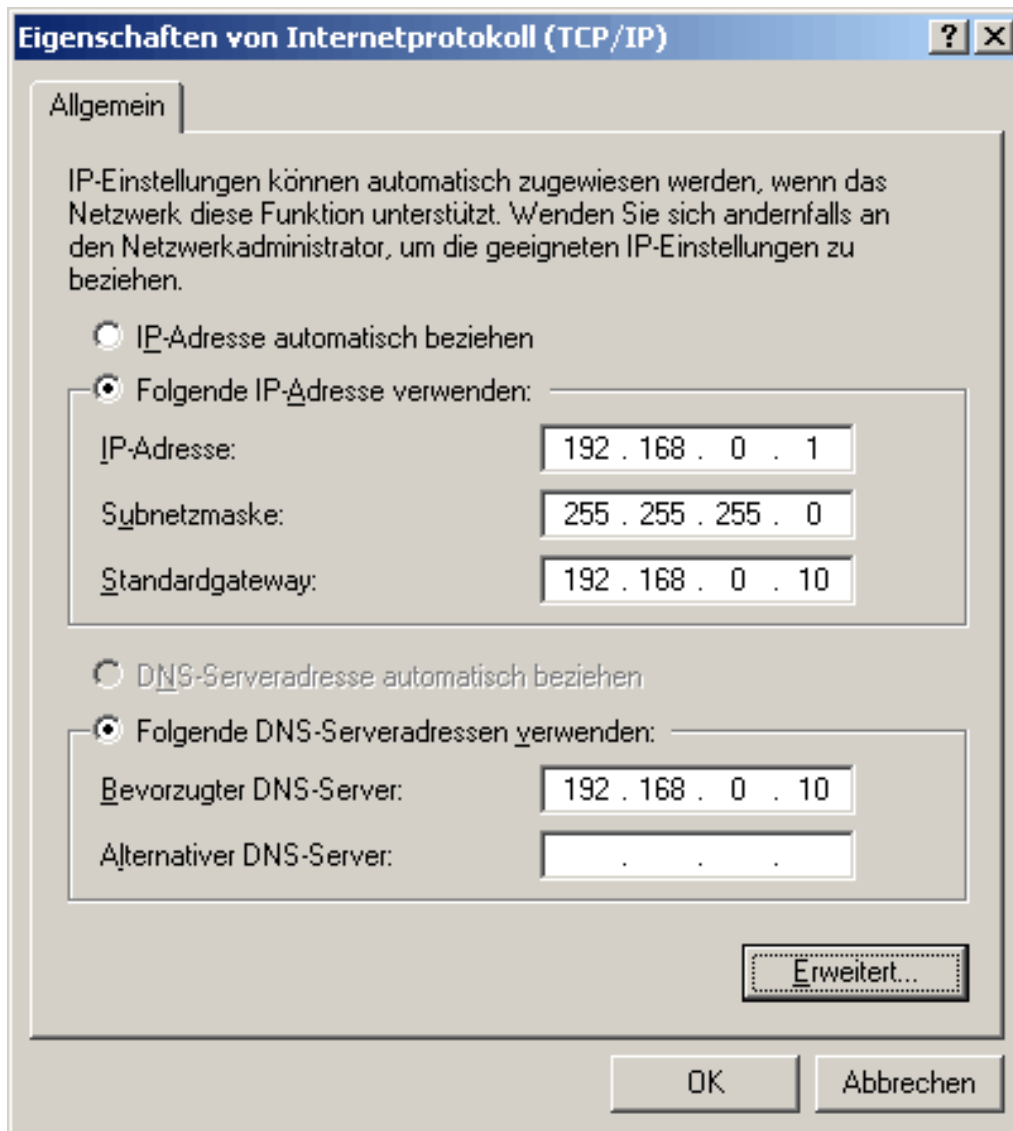 Eigenschaften von Internetprotokoll (TCP/IP)
Allgemein
IP-Einstellungen können automatisch zugewiesen werden, wenn das
Netzwerk diese Funktion unterstützt. Wenden Sie sich andernfalls an
den Netzwerkadministrator, um die geeigneten IP-Einstellungen zu
beziehen.
IP-Adresse automatisch beziehen
Folgende IP-Adresse verwenden:
IP-Adresse: 192 . 168 . 0 . 1
Subnetzmaske: 255 . 255 . 255 . 0
Standardgateway: 192 . 168 . 0 . 10
DNS-Serveradresse automatisch beziehen
Folgende DNS-Serveradressen verwenden:
Bevorzugter DNS-Server: 192 . 168 . 0 . 10
Alternativer DNS-Server: . . .
Erweitert...
OK Abbrechen